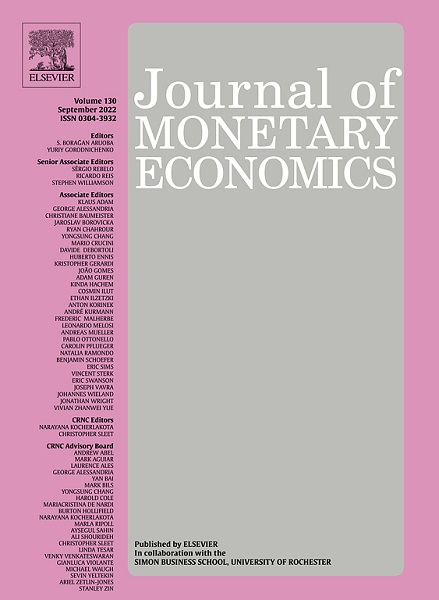 ELSEVIER
Volume 130
September 2022
ISSN 0304-3932
Editors
S. BORAĞAN ARUOBA
YURIY GORODNICHENKO
Senior Associate Editors
SÉRGIO REBELO
RICARDO REIS
STEPHEN WILLIAMSON
Associate Editors
KLAUS ADAM
GEORGE ALESSANDRIA
CHRISTIANE BAUMEISTER
JAROSLAV BOROVICKA
RYAN CHAHROUR
YONGSUNG CHANG
MARIO CRUCINI
DAVIDE DEBORTOLI
HUBERTO ENNIS
KRISTOPHER GERARDI
JOÃO GOMES
ADAM GUREN
KINDA HACHEM
COSMIN ILUT
ETHAN ILZETZKI
ANTON KORINEK
ANDRÉ KURMANN
FREDERIC MALHERBE
LEONARDO MELOSI
ANDREAS MUELLER
PABLO OTTONELLO
CAROLIN PFLUEGER
NATALIA RAMONDO
BENJAMIN SCHOEFER
ERIC SIMS
VINCENT STERK
ERIC SWANSON
JOSEPH VAVRA
JOHANNES WIELAND
JONATHAN WRIGHT
VIVIAN ZHANWEI YUE
CRNC Editors
NARAYANA KOCHERLAKOTA
CHRISTOPHER SLEET
CRNC Advisory Board
ANDREW ABEL
MARK AGUIAR
LAURENCE ALES
GEORGE ALESSANDRIA
YAN BAI
MARK BILS
YONGSUNG CHANG
HAROLD COLE
MARIACRISTINA DE NARDI
BURTON HOLLIFIELD
NARAYANA KOCHERLAKOTA
MARLA RIPOLL
AYSEGUL SAHIN
ALI SHOURIDEH
CHRISTOPHER SLEET
LINDA TESAR
VENKY VENKATESWARAN
GIANLUCA VIOLANTE
MICHAEL WAUGH
SEVIN YELTEKIN
ARIEL ZETLIN-JONES
STANLEY ZIN
Journal of
MONETARY
ECONOMICS
Published by ELSEVIER
In collaboration with the
SIMON BUSINESS SCHOOL, UNIVERSITY OF ROCHESTER